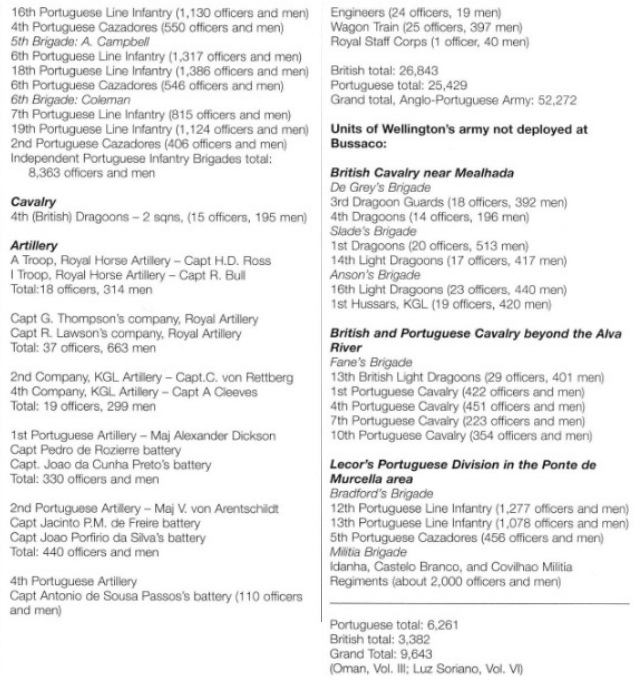 16th Portuguese Line Infantry (1,130 officers and men)
4th Portuguese Cazadores (550 officers and men)
5th Brigade: A. Campbell
6th Portuguese Line Infantry (1,317 officers and men)
18th Portuguese Line Infantry (1,386 officers and men)
6th Portuguese Cazadores (546 officers and men)
6th Brigade: Coleman
7th Portuguese Line Infantry (815 officers and men)
19th Portuguese Line Infantry (1,124 officers and men)
2nd Portuguese Cazadores (406 officers and men)
Independent Portuguese Infantry Brigades total:
8,363 officers and men

Cavalry
4th (British) Dragoons – 2 sqns, (15 officers, 195 men)

Artillery
A Troop, Royal Horse Artillery – Capt H.D. Ross
I Troop, Royal Horse Artillery – Capt R. Bull
Total:18 officers, 314 men

Capt G. Thompson's company, Royal Artillery
Capt R. Lawson's company, Royal Artillery
Total: 37 officers, 663 men

2nd Company, KGL Artillery – Capt.C. von Rettberg
4th Company, KGL Artillery – Capt A Cleeves
Total: 19 officers, 299 men

1st Portuguese Artillery – Maj Alexander Dickson
Capt Pedro de Rozierre battery
Capt. Joao da Cunha Preto's battery
Total: 330 officers and men

2nd Portuguese Artillery – Maj V. von Arentschildt
Capt Jacinto P.M. de Freire battery
Capt Joao Porfirio da Silva's battery
Total: 440 officers and men

4th Portuguese Artillery
Capt Antonio de Sousa Passos's battery (110 officers
and men)

Engineers (24 officers, 19 men)
Wagon Train (25 officers, 397 men)
Royal Staff Corps (1 officer, 40 men)

British total: 26,843
Portuguese total: 25,429
Grand total, Anglo-Portuguese Army: 52,272

Units of Wellington's army not deployed at
Bussaco:

British Cavalry near Mealhada
De Grey's Brigade
3rd Dragoon Guards (18 officers, 392 men)
4th Dragoons (14 officers, 196 men)
Slade's Brigade
1st Dragoons (20 officers, 513 men)
14th Light Dragoons (17 officers, 417 men)
Anson's Brigade
16th Light Dragoons (23 officers, 440 men)
1st Hussars, KGL (19 officers, 420 men)

British and Portuguese Cavalry beyond the Alva
River
Fane's Brigade
13th British Light Dragoons (29 officers, 401 men)
1st Portuguese Cavalry (422 officers and men)
4th Portuguese Cavalry (451 officers and men)
7th Portuguese Cavalry (223 officers and men)
10th Portuguese Cavalry (354 officers and men)

Lecor's Portuguese Division in the Ponte de
Murcella area
Bradford's Brigade
12th Portuguese Line Infantry (1,277 officers and men)
13th Portuguese Line Infantry (1,078 officers and men)
5th Portuguese Cazadores (456 officers and men)
Militia Brigade
Idanha, Castelo Branco, and Covilhao Militia
Regiments (about 2,000 officers and men)

Portuguese total: 6,261
British total: 3,382
Grand Total: 9,643
(Oman, Vol. III; Luz Soriano, Vol. VI)